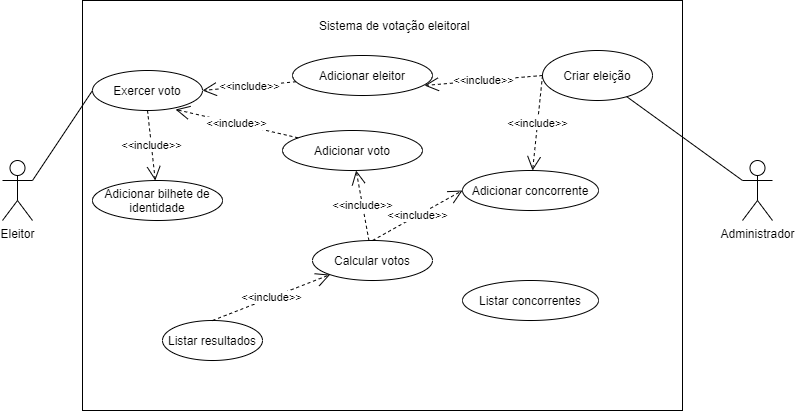 Sistema de votação eleitoral
Adicionar eleitor
Criar eleição
Exercer voto
<<include>>
<<include>>
<<include>>
<<include>>
<<include>>
Adicionar voto
Adicionar bilhete de
identidade
Adicionar concorrente
<<include>>
<<include>>
Eleitor
Administrador
Calcular votos
<<include>>
Listar concorrentes
Listar resultados